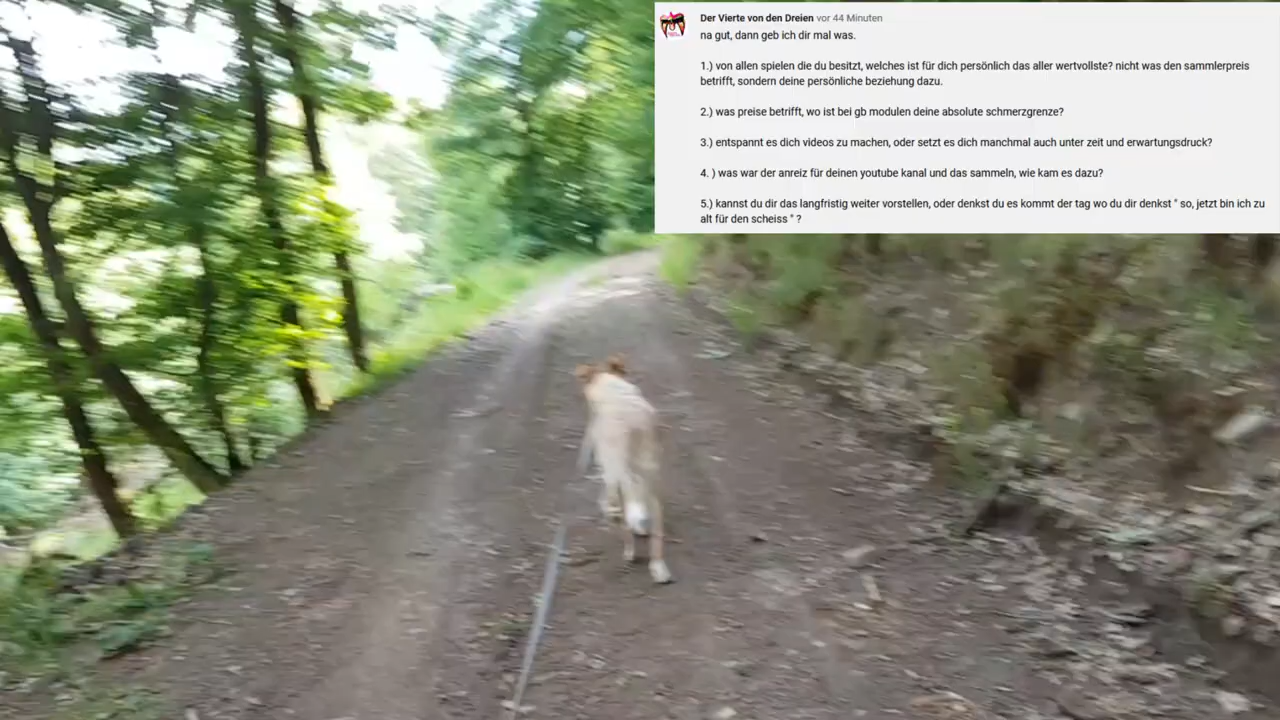 Der Vierte von den Dreien vor 44 Minuten
na gut, dann geb ich dir mal was.
1.) von allen spielen die du besitzt, welches ist für dich persönlich das aller wertvollste? nicht was den sammlerpreis
betrifft, sondern deine persönliche beziehung dazu.
2.) was preise betrifft, wo ist bei gb modulen deine absolute schmerzgrenze?
3.) entspannt es dich videos zu machen, oder setzt es dich manchmal auch unter zeit und erwartungsdruck?
4. ) was war der anreiz für deinen youtube kanal und das sammeln, wie kam es dazu?
5.) kannst du dir das langfristig weiter vorstellen, oder denkst du es kommt der tag wo du dir denkst " so, jetzt bin ich zu
alt für den scheiss " ?